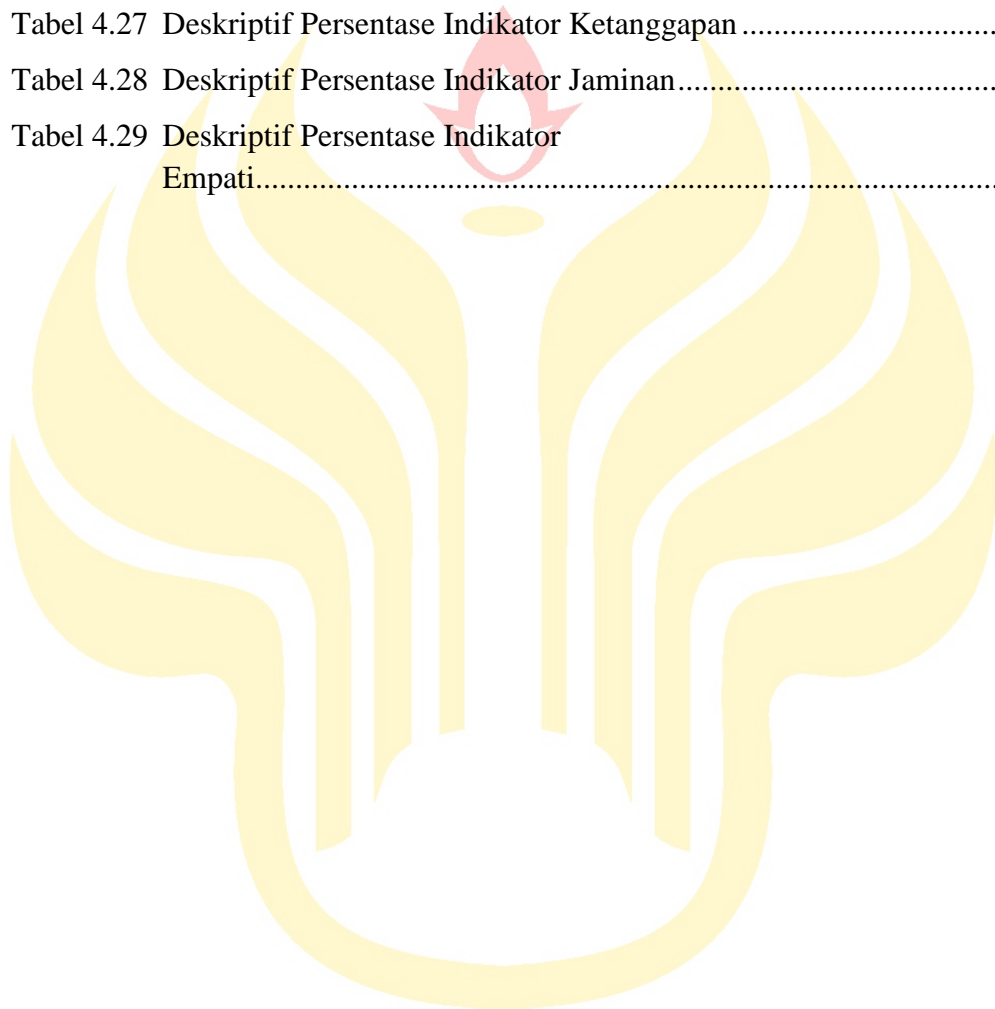 Tabel 4.27 Deskriptif Persentase Indikator Ketanggapan ...............................
Tabel 4.28 Deskriptif Persentase Indikator Jaminan.......................................
Tabel 4.29 Deskriptif Persentase Indikator
Empati...........................................................................................